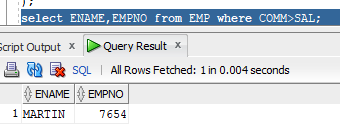 );
select ENAME,EMPNO from EMP where COMM>SAL;
Script Output x Query Result x
SQL All Rows Fetched: 1 in 0.004 seconds
ENAME EMPNO
1 MARTIN 7654